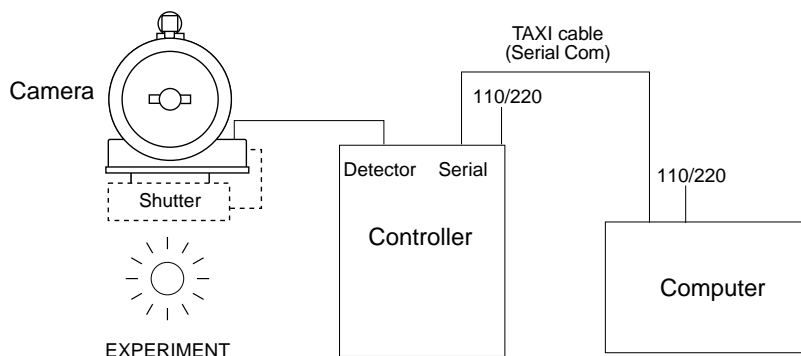 TAXI cable
(Serial Com)
Camera
110/220
Detector
Serial
110/220
Shutter
Controller
Computer
EXPERIMENT